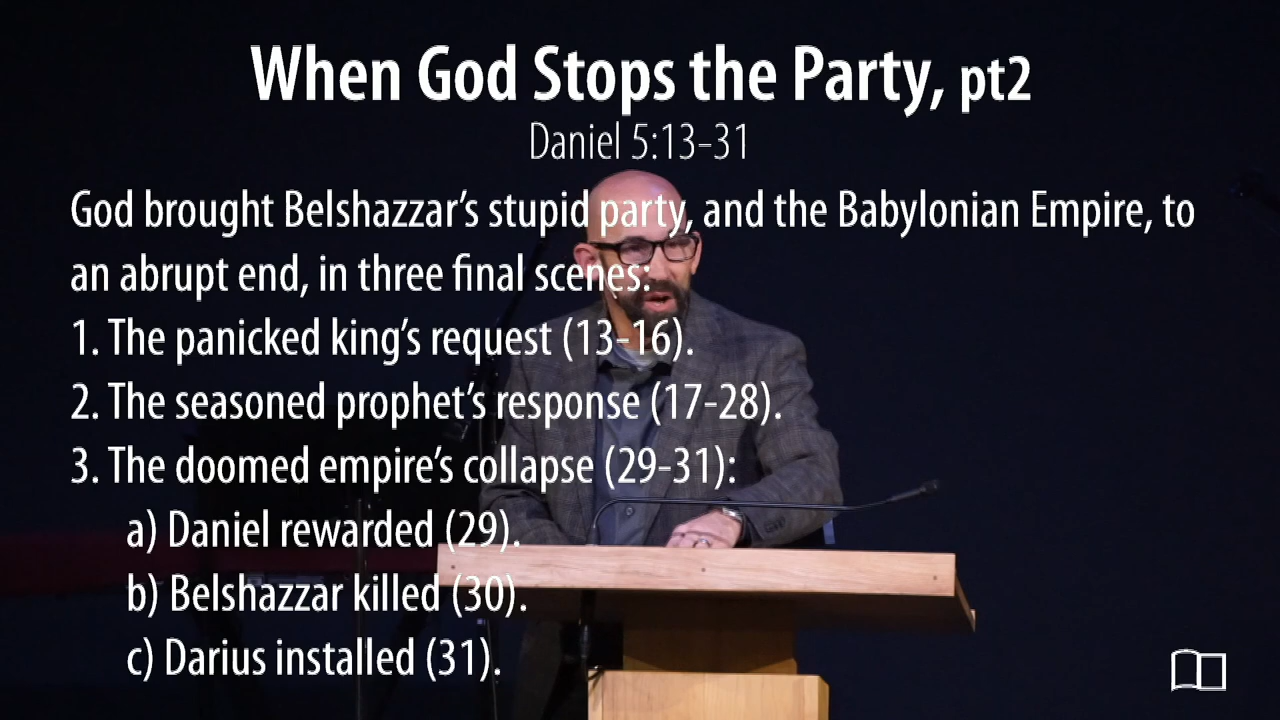 When God Stops the Party, pt2
Daniel 5:13-31
God brought Belshazzar’s stupid party, and the Babylonian Empire, to
an abrupt end, in three final scenes:
1. The panicked king’s request (13-16).
2. The seasoned prophet’s response (17-28).
3. The doomed empire’s collapse (29-31):
a) Daniel rewarded (29).
b) Belshazzar killed (30).
c) Darius installed (31).